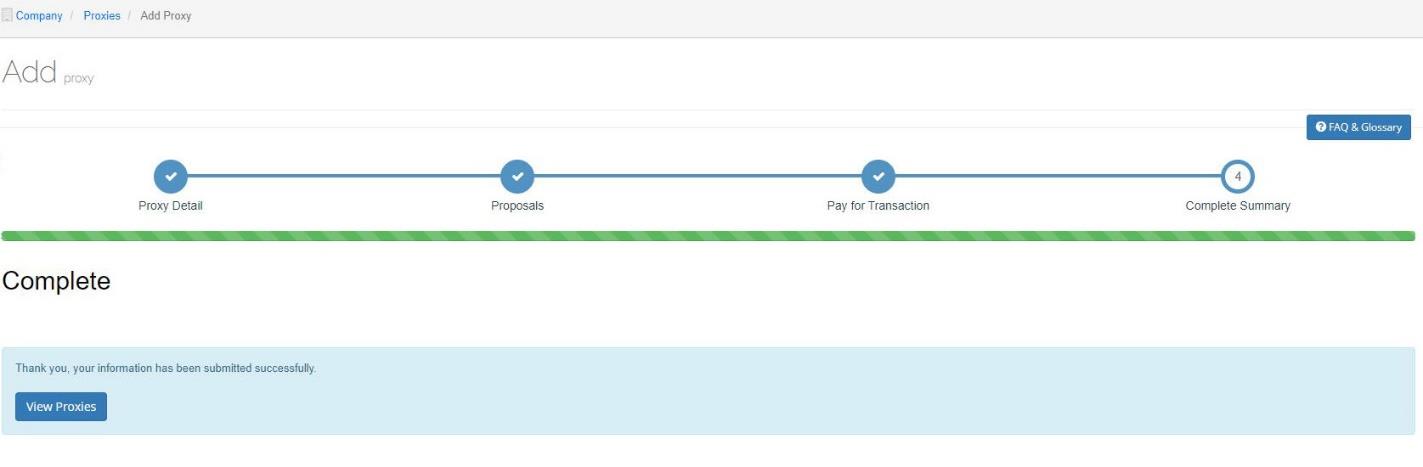 Company / Proxies / Add Proxy
Add proxy
FAQ & Glossary
4
Proxy Detail Proposals Pay for Transaction Complete Summary
Complete
Thank you, your information has been submitted successfully.
View Proxies